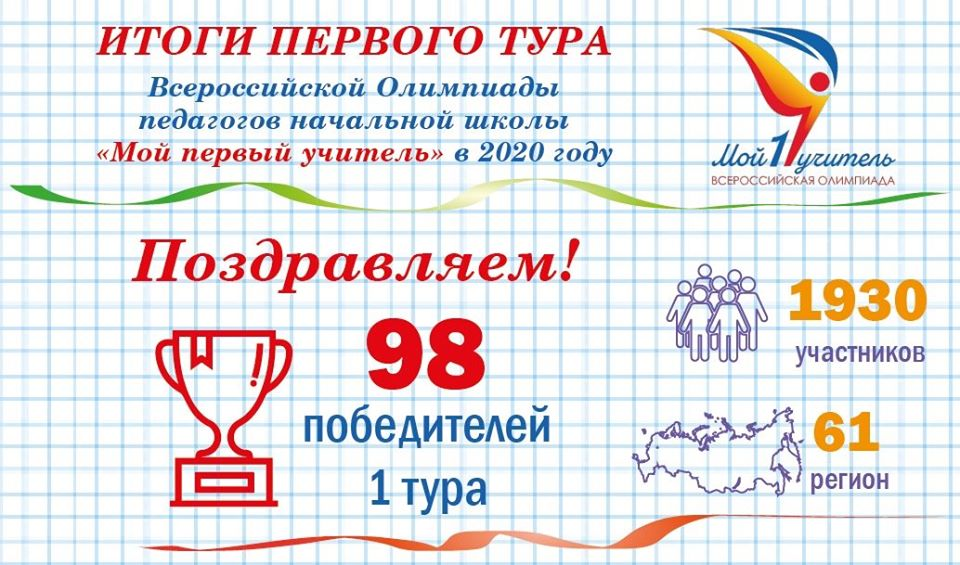 ИТОГИ ПЕРВОГО ТУРА
Всероссийской Олимпиады
педагогов начальной школы
«Мой первый учитель» в 2020 году
Мой 1 учитель
ВСЕРОССИЙСКАЯ ОЛИМПИАДА
Поздравляем!
98
победителей
1 тура
1930
участников
61
регион